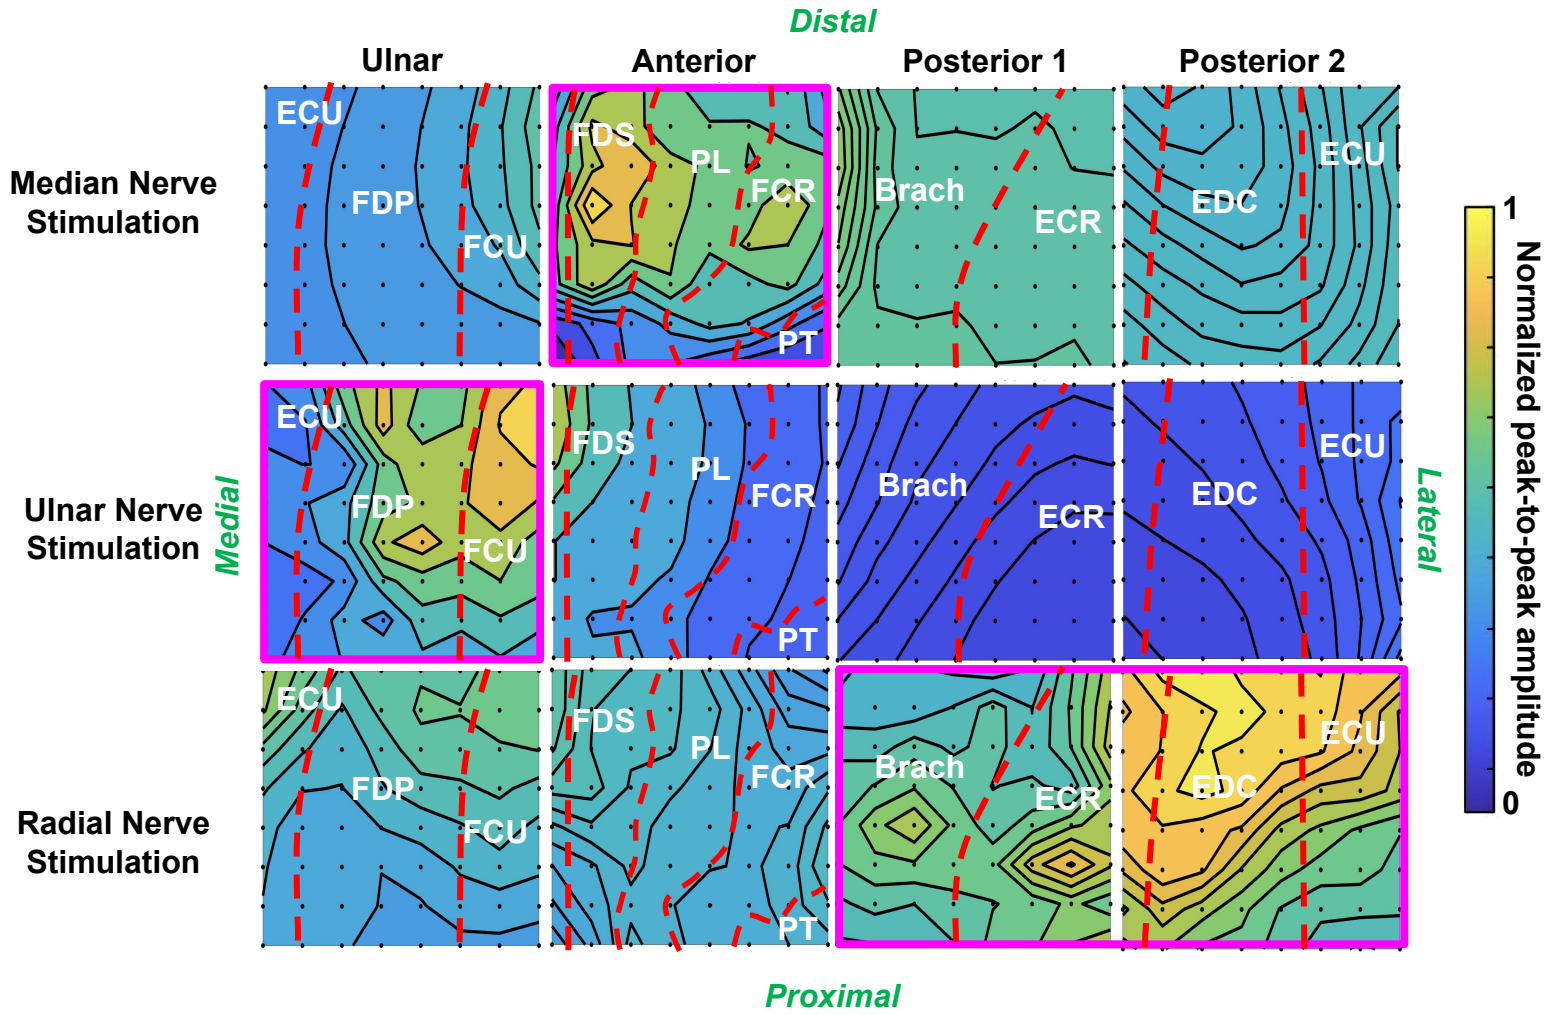 Distal
Ulnar
Anterior
Posterior 1
Posterior 2
Median Nerve
Stimulation
ECU
FDP
FCU
FDS
PL
FCR
PT
Brach
ECR
EDC
ECU
Ulnar Nerve
Stimulation
Medial
ECU
FDP
FCU
FDS
PL
FCR
PT
Brach
ECR
EDC
ECU
Lateral
Radial Nerve
Stimulation
ECU
FDP
FCU
FDS
PL
FCR
PT
Brach
ECR
EDC
ECU
1
Normalized peak-to-peak amplitude
0
Proximal